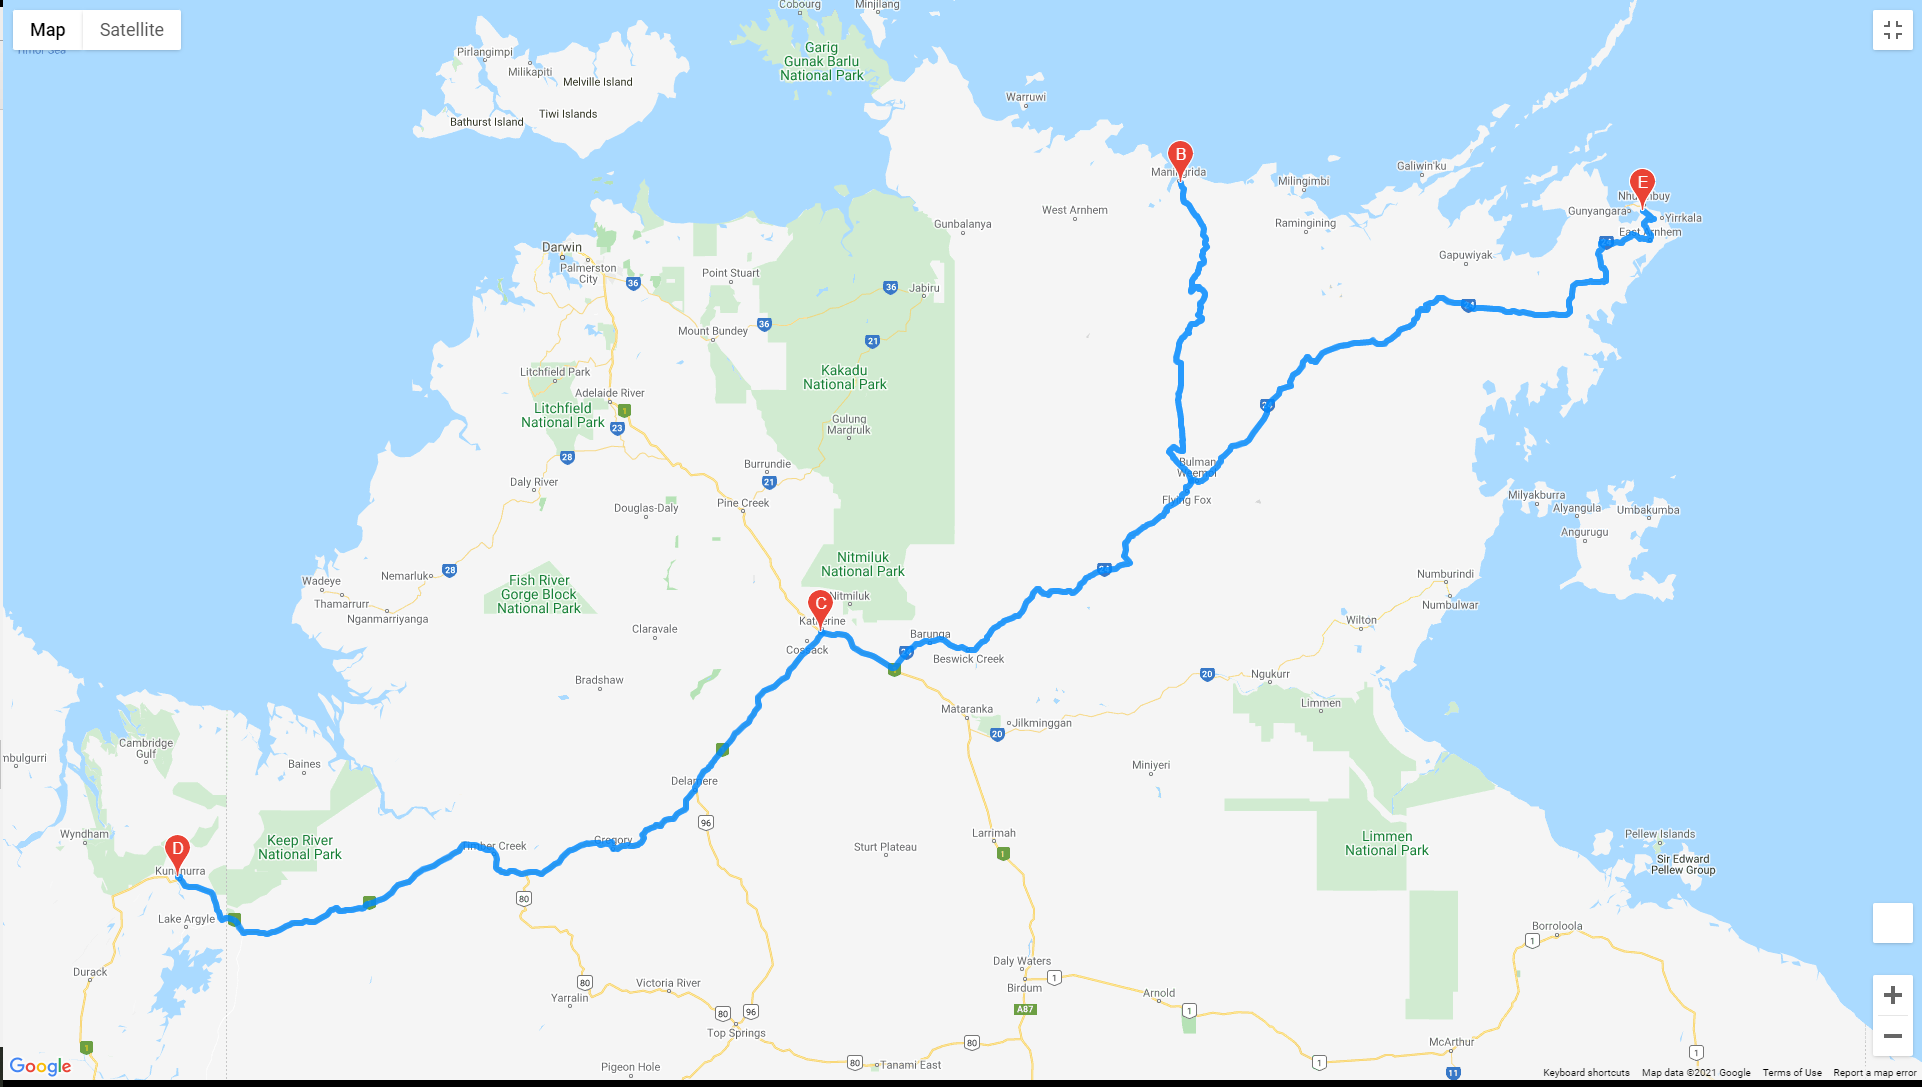 Map
Satellite
Timor Sea
Cobourg
Minjilang
Pirlangimpi
Milikapiti
Melville Island
Garig
Gunak Barlu
National Park
Warruwi
Bathurst Island
Tiwi Islands
B
Maningrida
Galiwin'ku
Milingimbi
E
Nhulunbuy
Gunyangara
Yirrkala
East Arnhem
West Arnhem
Gunbalanya
Ramingining
Gapuwiyak
Darwin
Palmerston
City
Point Stuart
36
36
Jabiru
24
24
Mount Bundey
36
21
Litchfield Park
Adelaide River
Litchfield
National Park
1
23
Kakadu
National Park
Gulung
Mardrulk
24
28
Daly River
Burrundie
21
Pine Creek
Douglas-Daly
Bulman
Weemol
Flying Fox
Milyakburra
Alyangula
Umbakumba
Angurugu
Nitmiluk
National Park
24
Wadeye
Nemarluk
28
Thamarrurr
Nganmarriyanga
Fish River
Gorge Block
National Park
Nitmiluk
C
Katherine
Claravale
Cossack
Barunga
24
Beswick Creek
Numburindi
Numbulwar
Wilton
20
Ngukurr
Bradshaw
Limmen
Mataranka
Jilkminggan
20
Cambridge
Gulf
mbulgurri
Baines
Delamere
Miniyeri
96
Wyndham
D
Kununurra
Keep River
National Park
Timber Creek
Gregory
Larrimah
1
Sturt Plateau
Limmen
National Park
Pellew Islands
Sir Edward
Pellew Group
80
Lake Argyle
Durack
Borroloola
1
Daly Waters
1
Birdum
Arnold
1
A87
80
Yarralin
Victoria River
80
96
Top Springs
80
80
Tanami East
Pigeon Hole
1
McArthur
1
11
1
Google
Keyboard shortcuts
Map data ©2021 Google
Terms of Use
Report a map error